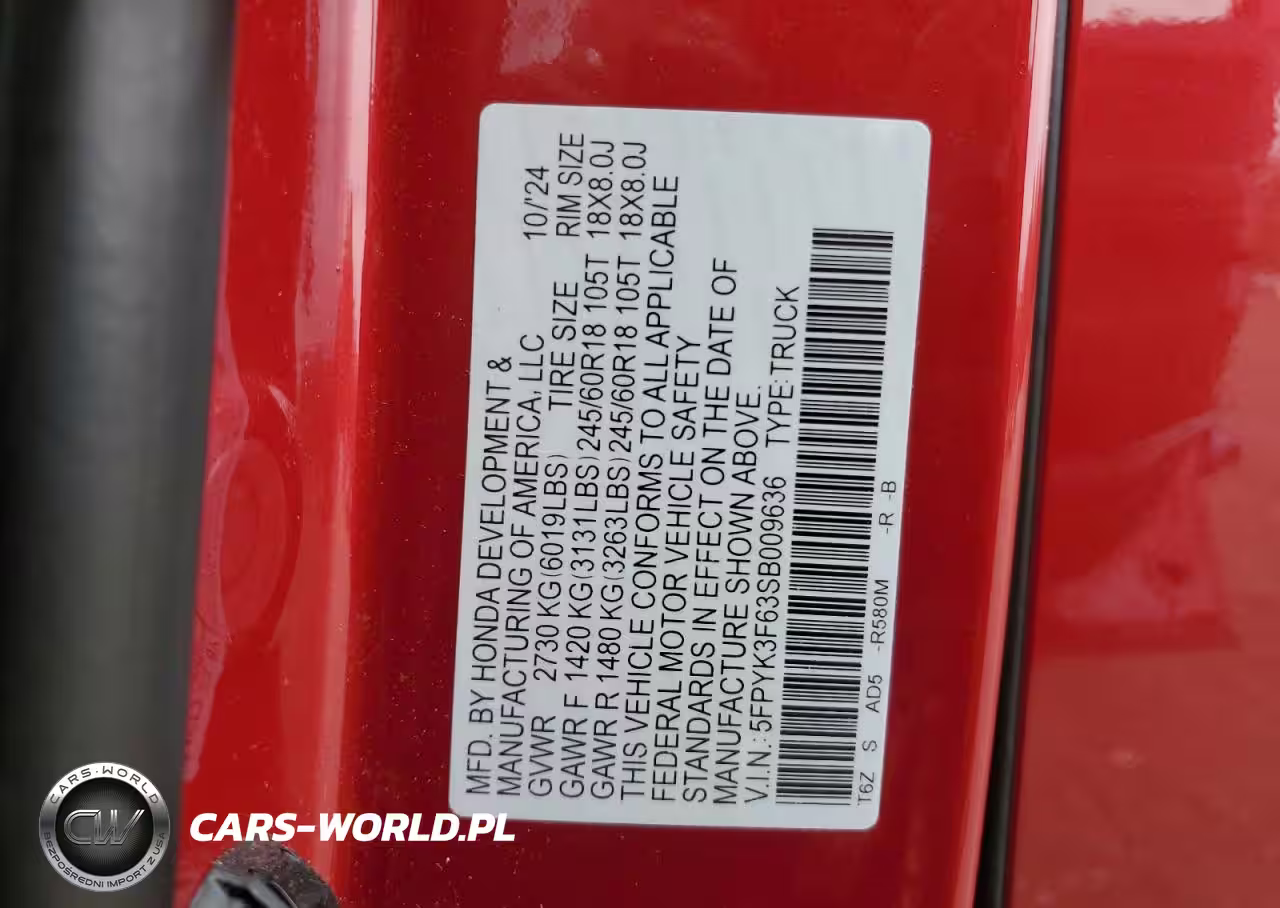 MFD. BY HONDA DEVELOPMENT &
MANUFACTURING OF AMERICA, LLC 10/'24
GVWR 2730 KG(6019LBS) TIRE SIZE RIM SIZE
GAWR F 1420 KG(3131LBS) 245/60R18 105T 18X8.0J
GAWR R 1480 KG(3263LBS) 245/60R18 105T 18X8.0J
THIS VEHICLE CONFORMS TO ALL APPLICABLE
FEDERAL MOTOR VEHICLE SAFETY
STANDARDS IN EFFECT ON THE DATE OF
MANUFACTURE SHOWN ABOVE.
V.I.N.: 5FPYK3F63SB009636 TYPE: TRUCK
T6Z S AD5 -R580M -R -B
CARS-WORLD
CW
BEZPOŚREDNI IMPORT Z USA
CARS-WORLD.PL